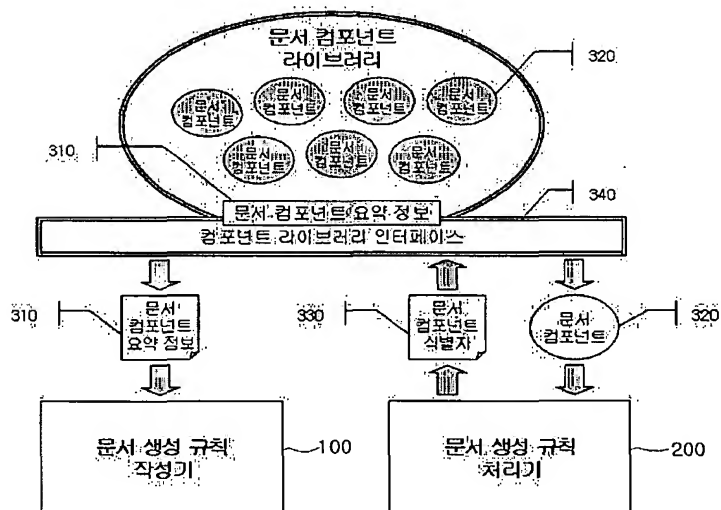 문서 컴포넌트
라이브러리
320
문서
컴포넌트
문서
컴포넌트
문서
컴포넌트
문서
컴포넌트
310
문서
컴포넌트
문서
컴포넌트
문서
컴포넌트
문서 컴포넌트 요약 정보
340
컴포넌트 라이브러리 인터페이스
310
문서
컴포넌트
요약 정보
330
문서
컴포넌트
식별자
문서
컴포넌트
320
문서 생성 규칙
작성기
100
문서 생성 규칙
처리기
200